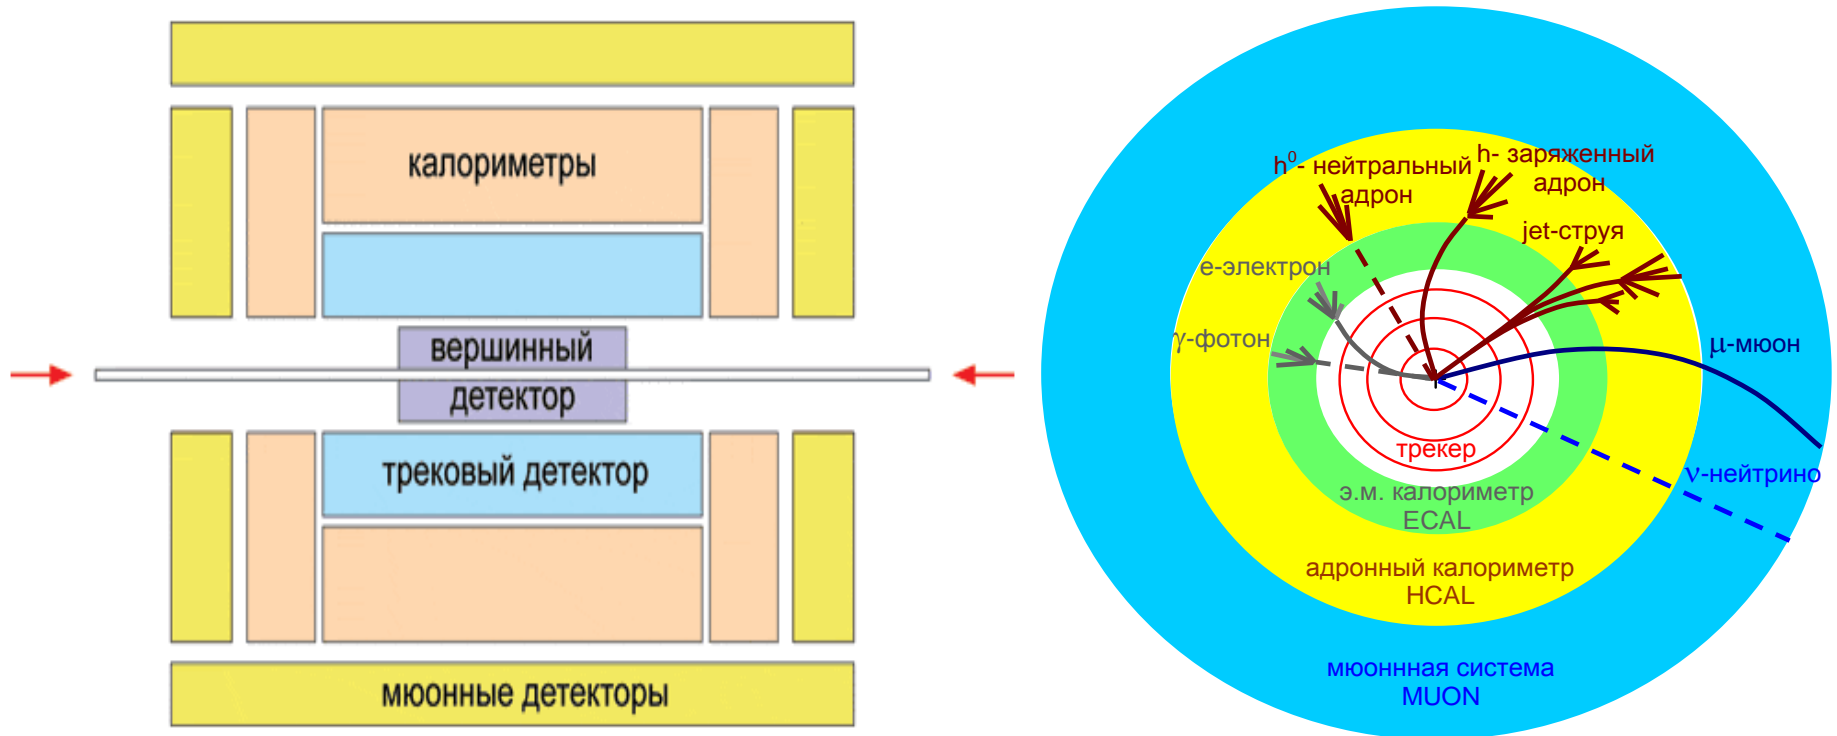 калориметры
вершинный
детектор
трековый детектор
мюонные детекторы
h⁰- нейтральный
адрон
h- заряженный
адрон
jet-струя
e-электрон
γ-фотон
μ-мюон
трекер
ν-нейтрино
э.м. калориметр
ECAL
адронный калориметр
HCAL
мюоннная система
MUON